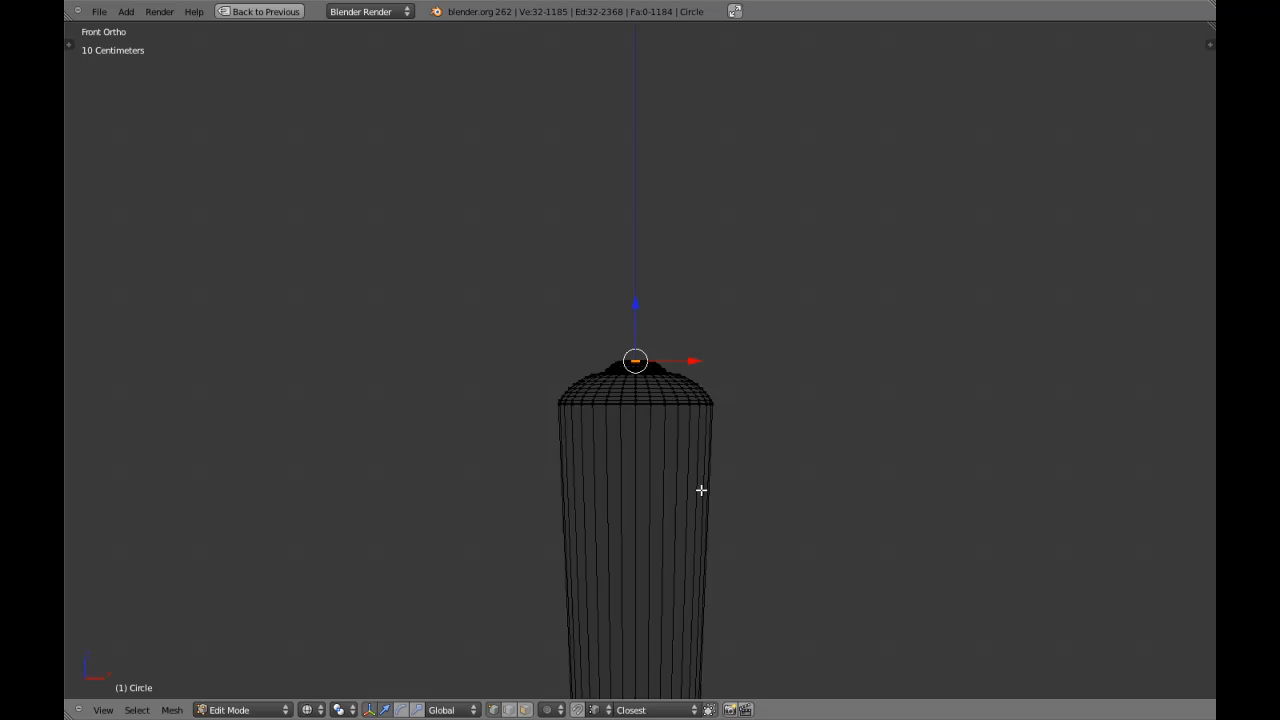 File Add Render Help Back to Previous Blender Render blender.org 262 | Ve:32-1185 | Ed:32-2368 | Fa:0-1184 | Circle
Front Ortho
10 Centimeters
(1) Circle
View Select Mesh Edit Mode Global Closest